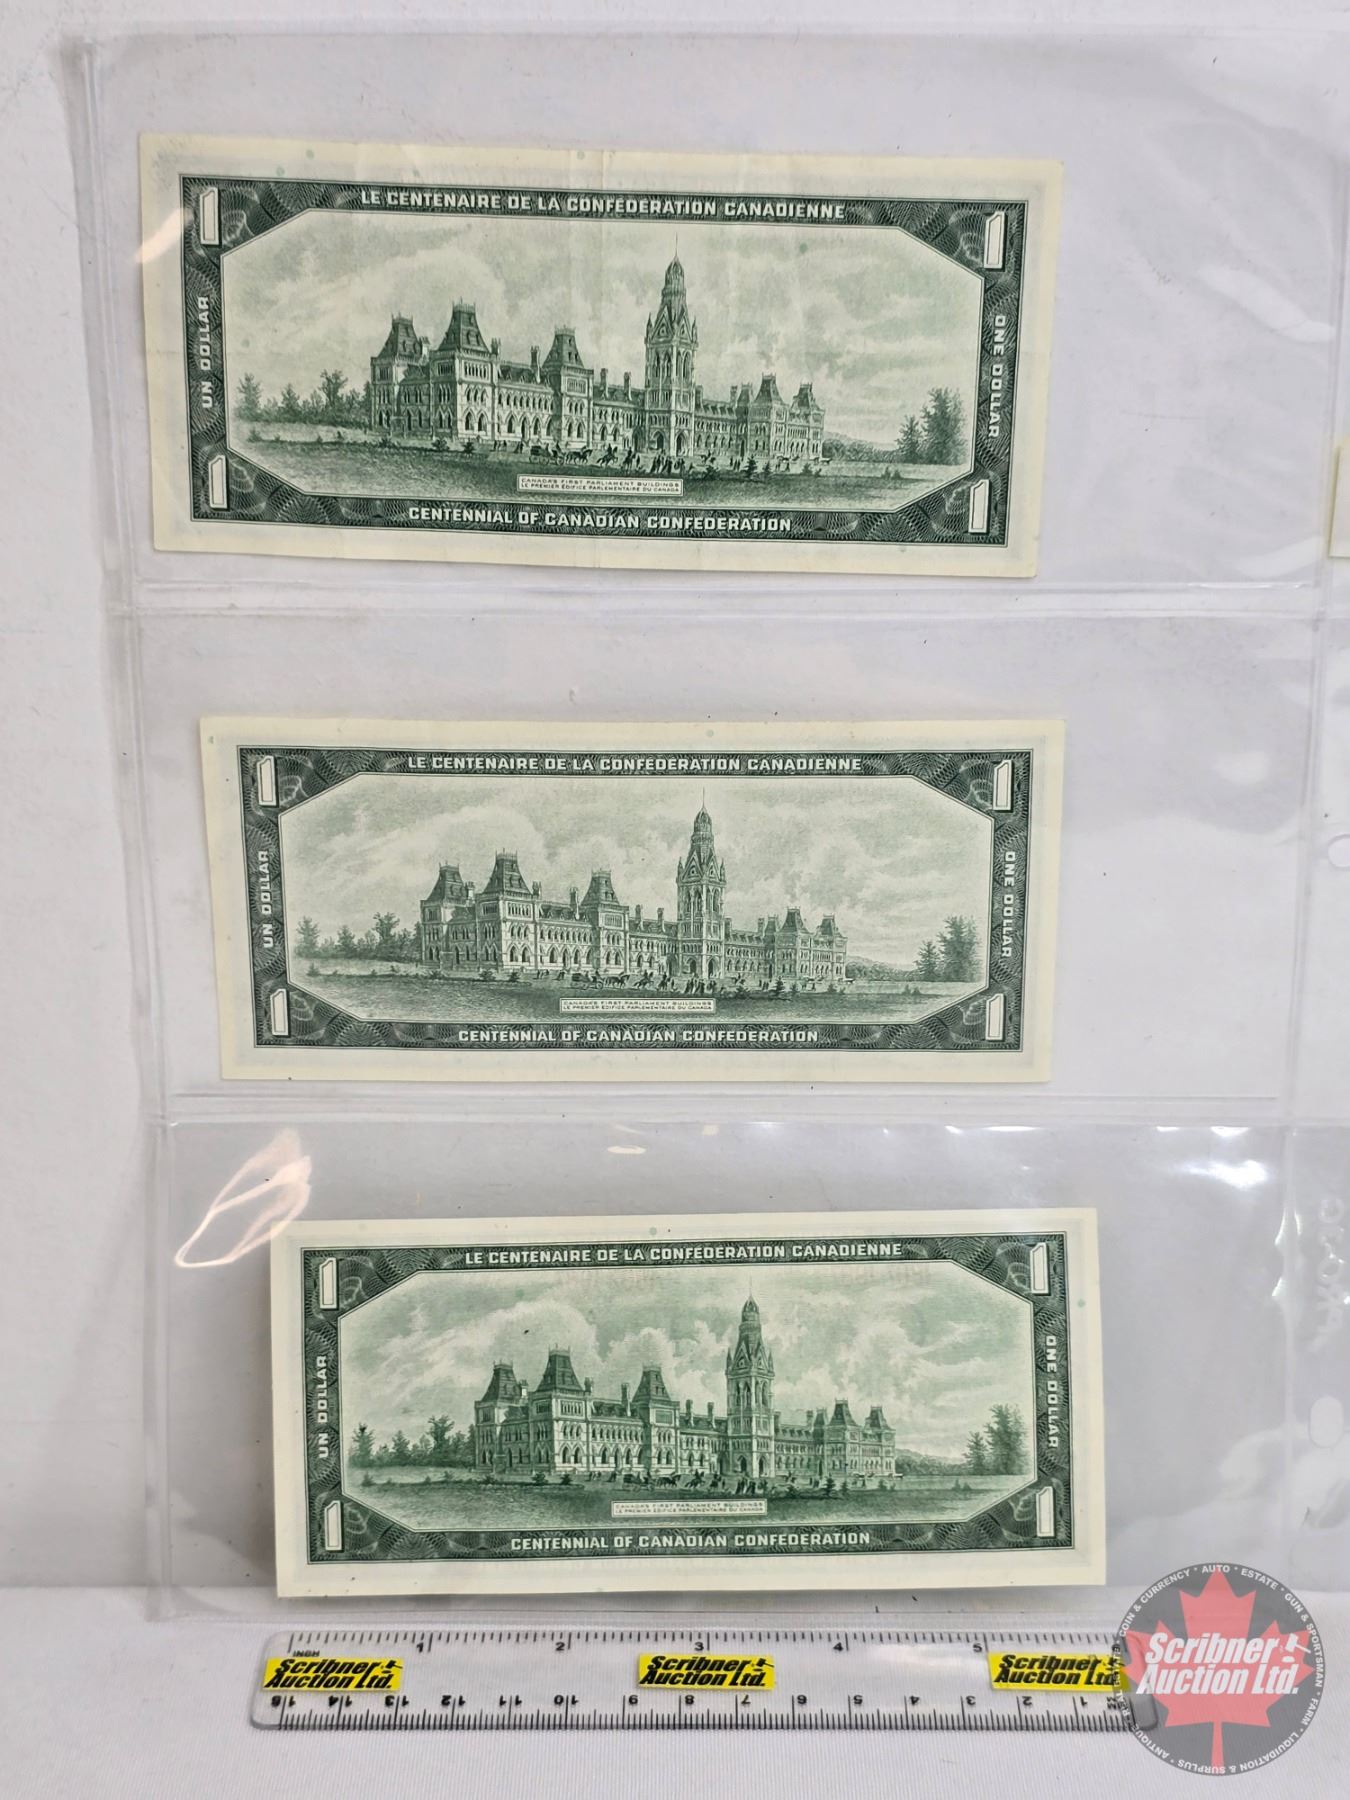 LE CENTENAIRE DE LA CONFEDERATION CANADIENNE
1 1
UN DOLLAR
ONE DOLLAR
CANADA'S FIRST PARLIAMENT BUILDINGS
LE PREMIER ÉDIFICE PARLEMENTAIRE DU CANADA
1 1
CENTENNIAL OF CANADIAN CONFEDERATION
LE CENTENAIRE DE LA CONFEDERATION CANADIENNE
1 1
UN DOLLAR
ONE DOLLAR
CANADA'S FIRST PARLIAMENT BUILDINGS
LE PREMIER ÉDIFICE PARLEMENTAIRE DU CANADA
1 1
CENTENNIAL OF CANADIAN CONFEDERATION
LE CENTENAIRE DE LA CONFEDERATION CANADIENNE
1 1
UN DOLLAR
ONE DOLLAR
CANADA'S FIRST PARLIAMENT BUILDINGS
LE PREMIER ÉDIFICE PARLEMENTAIRE DU CANADA
1 1
CENTENNIAL OF CANADIAN CONFEDERATION
INCH 1 2 3 4 5
Scribner Auction Ltd. Scribner Auction Ltd. Scribner Auction Ltd.
15 14 13 12 11 10 9 8 7 6 5 4 3 2 1
COIN & CURRENCY · AUTO · ESTATE · GUN & SPORTSMAN · FARM · LIQUIDATION & SURPLUS · ANTIQUE
Scribner
Auction Ltd.